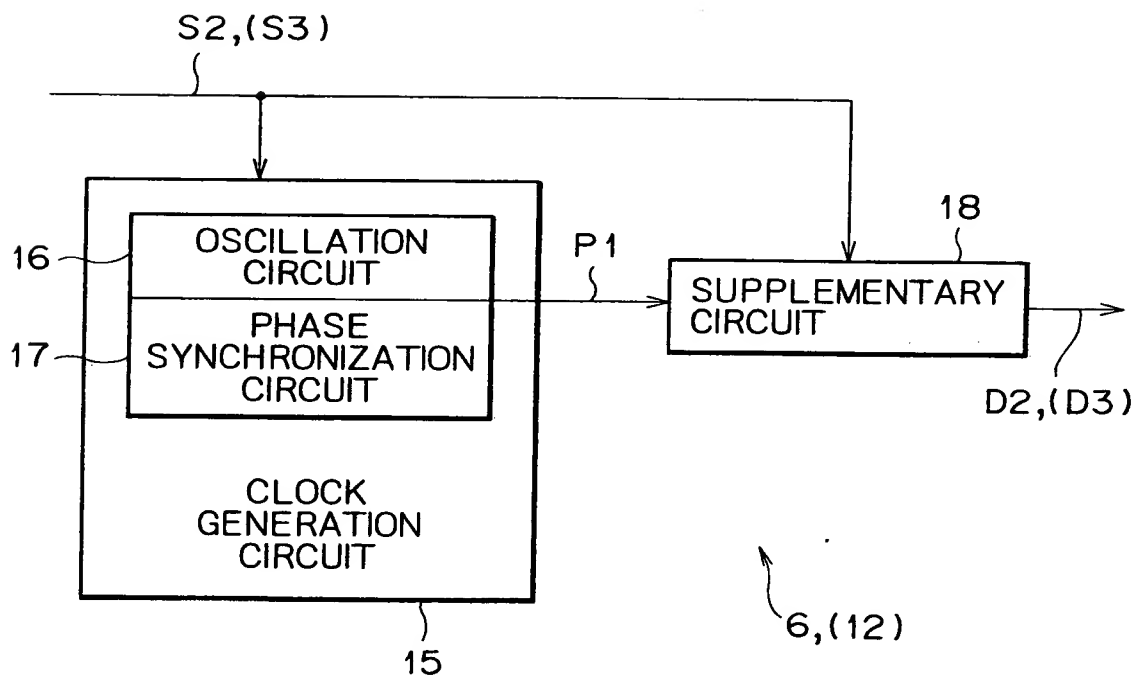 S2,(S3)
18
16
OSCILLATION
CIRCUIT
P1
SUPPLEMENTARY
CIRCUIT
17
PHASE
SYNCHRONIZATION
CIRCUIT
D2,(D3)
CLOCK
GENERATION
CIRCUIT
6,(12)
15